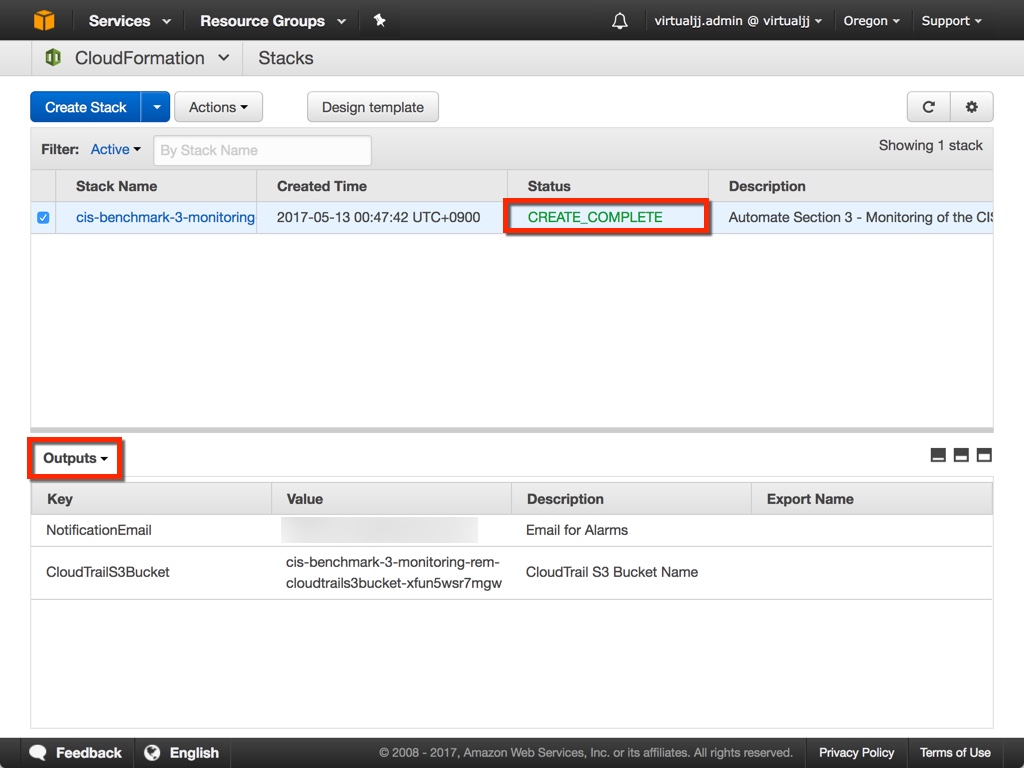 Services Resource Groups virtualjj.admin @ virtualjj Oregon Support
CloudFormation Stacks
Create Stack Actions Design template
Filter: Active By Stack Name Showing 1 stack
Stack Name Created Time Status Description
cis-benchmark-3-monitoring 2017-05-13 00:47:42 UTC+0900 CREATE_COMPLETE Automate Section 3 - Monitoring of the CIS
Outputs
Key Value Description Export Name
NotificationEmail Email for Alarms
cis-benchmark-3-monitoring-rem-
CloudTrailS3Bucket CloudTrail S3 Bucket Name
cloudtrails3bucket-xfun5wsr7mgw
Feedback English © 2008 - 2017, Amazon Web Services, Inc. or its affiliates. All rights reserved. Privacy Policy Terms of Use